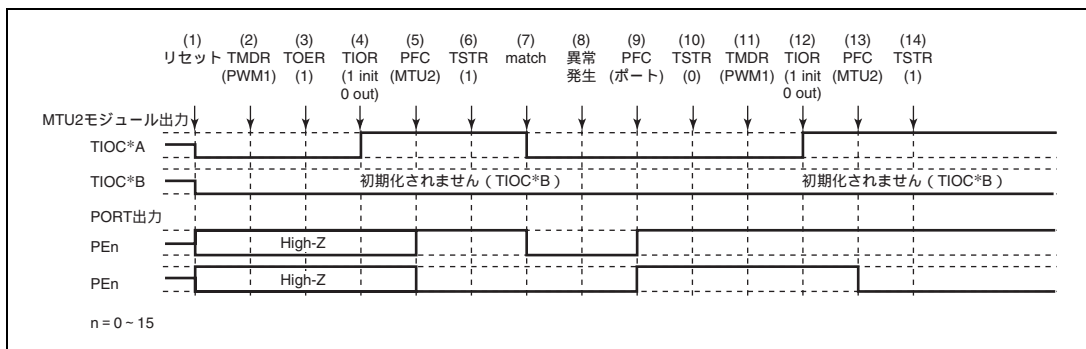 (1) (2) (3) (4) (5) (6) (7) (8) (9) (10) (11) (12) (13) (14)
リセット TMDR TOER TIOR PFC TSTR match 異常 PFC TSTR TMDR TIOR PFC TSTR
(PWM1) (1) (1 init (MTU2) (1) 発生 (ポート) (0) (PWM1) (1 init (MTU2) (1)
0 out) 0 out)
MTU2モジュール出力
TIOC*A
TIOC*B 初期化されません(TIOC*B) 初期化されません(TIOC*B)
PORT出力
PEn High-Z
PEn High-Z
n = 0 ~ 15